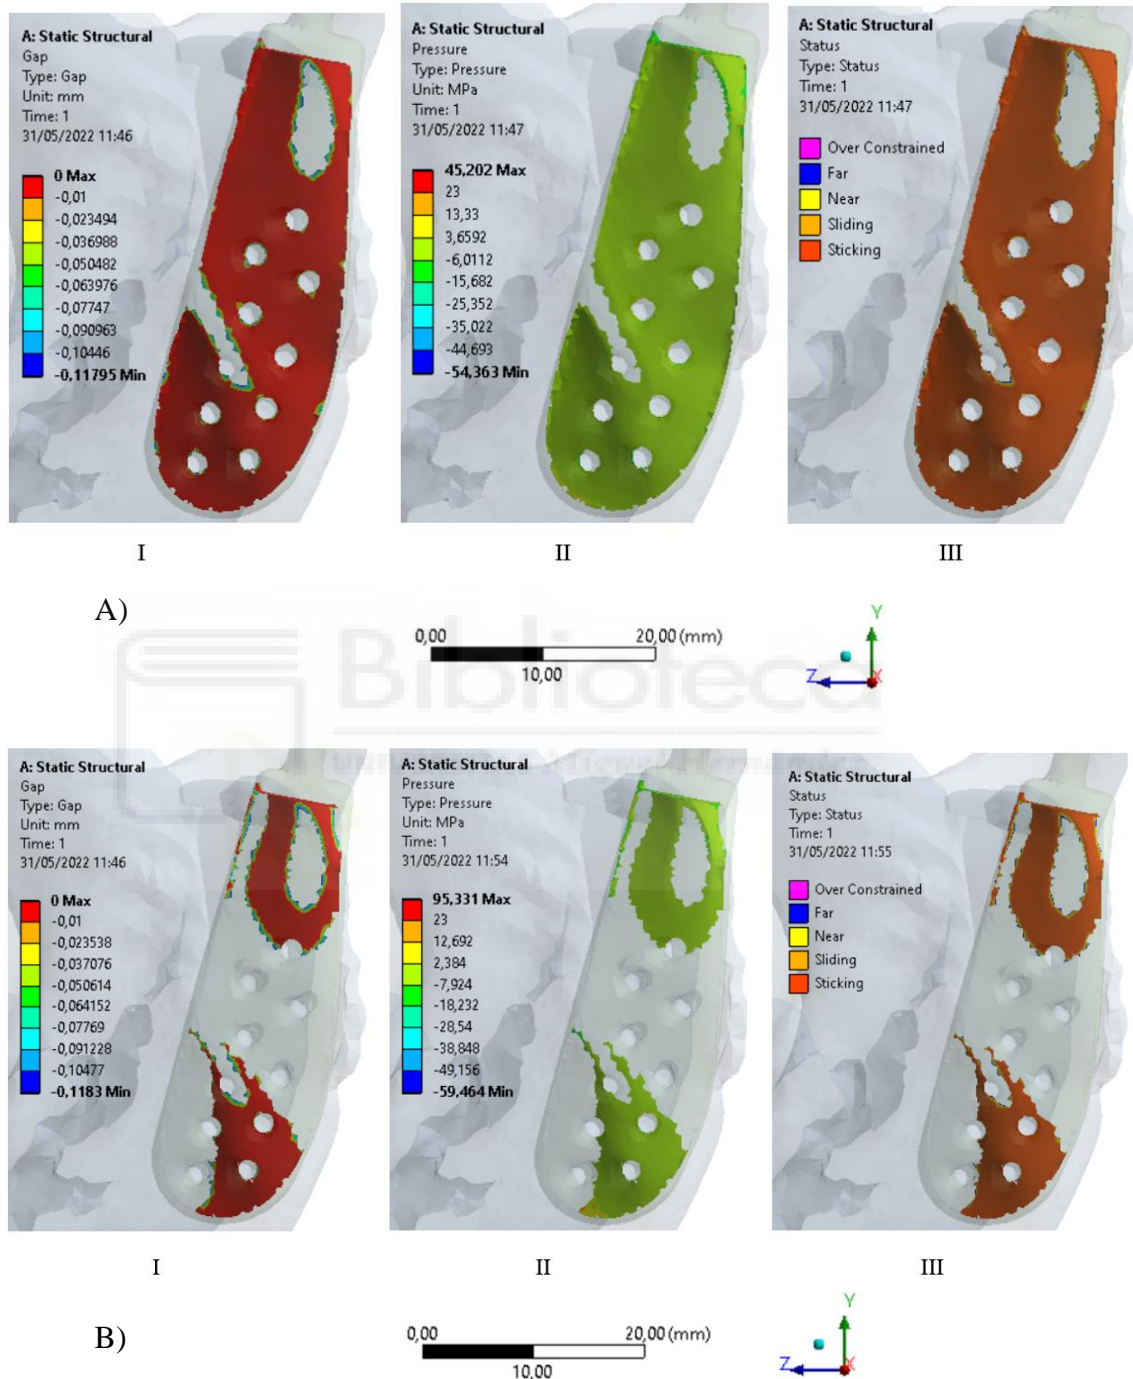 A: Static Structural
Gap
Type: Gap
Unit: mm
Time: 1
31/05/2022 11:46
0 Max
-0,01
-0,023494
-0,036988
-0,050482
-0,063976
-0,07747
-0,090963
-0,10446
-0,11795 Min
A: Static Structural
Pressure
Type: Pressure
Unit: MPa
Time: 1
31/05/2022 11:47
45,202 Max
23
13,33
3,6592
-6,0112
-15,682
-25,352
-35,022
-44,693
-54,363 Min
A: Static Structural
Status
Type: Status
Time: 1
31/05/2022 11:47
Over Constrained
Far
Near
Sliding
Sticking
I
II
III
A)
0,00
20,00 (mm)
10,00
Y
Z
X
Biblioteca
A: Static Structural
Gap
Type: Gap
Unit: mm
Time: 1
31/05/2022 11:46
0 Max
-0,01
-0,023538
-0,037076
-0,050614
-0,064152
-0,07769
-0,091228
-0,10477
-0,1183 Min
A: Static Structural
Pressure
Type: Pressure
Unit: MPa
Time: 1
31/05/2022 11:54
95,331 Max
23
12,692
2,384
-7,924
-18,232
-28,54
-38,848
-49,156
-59,464 Min
A: Static Structural
Status
Type: Status
Time: 1
31/05/2022 11:55
Over Constrained
Far
Near
Sliding
Sticking
I
II
III
B)
0,00
20,00 (mm)
10,00
Y
Z
X